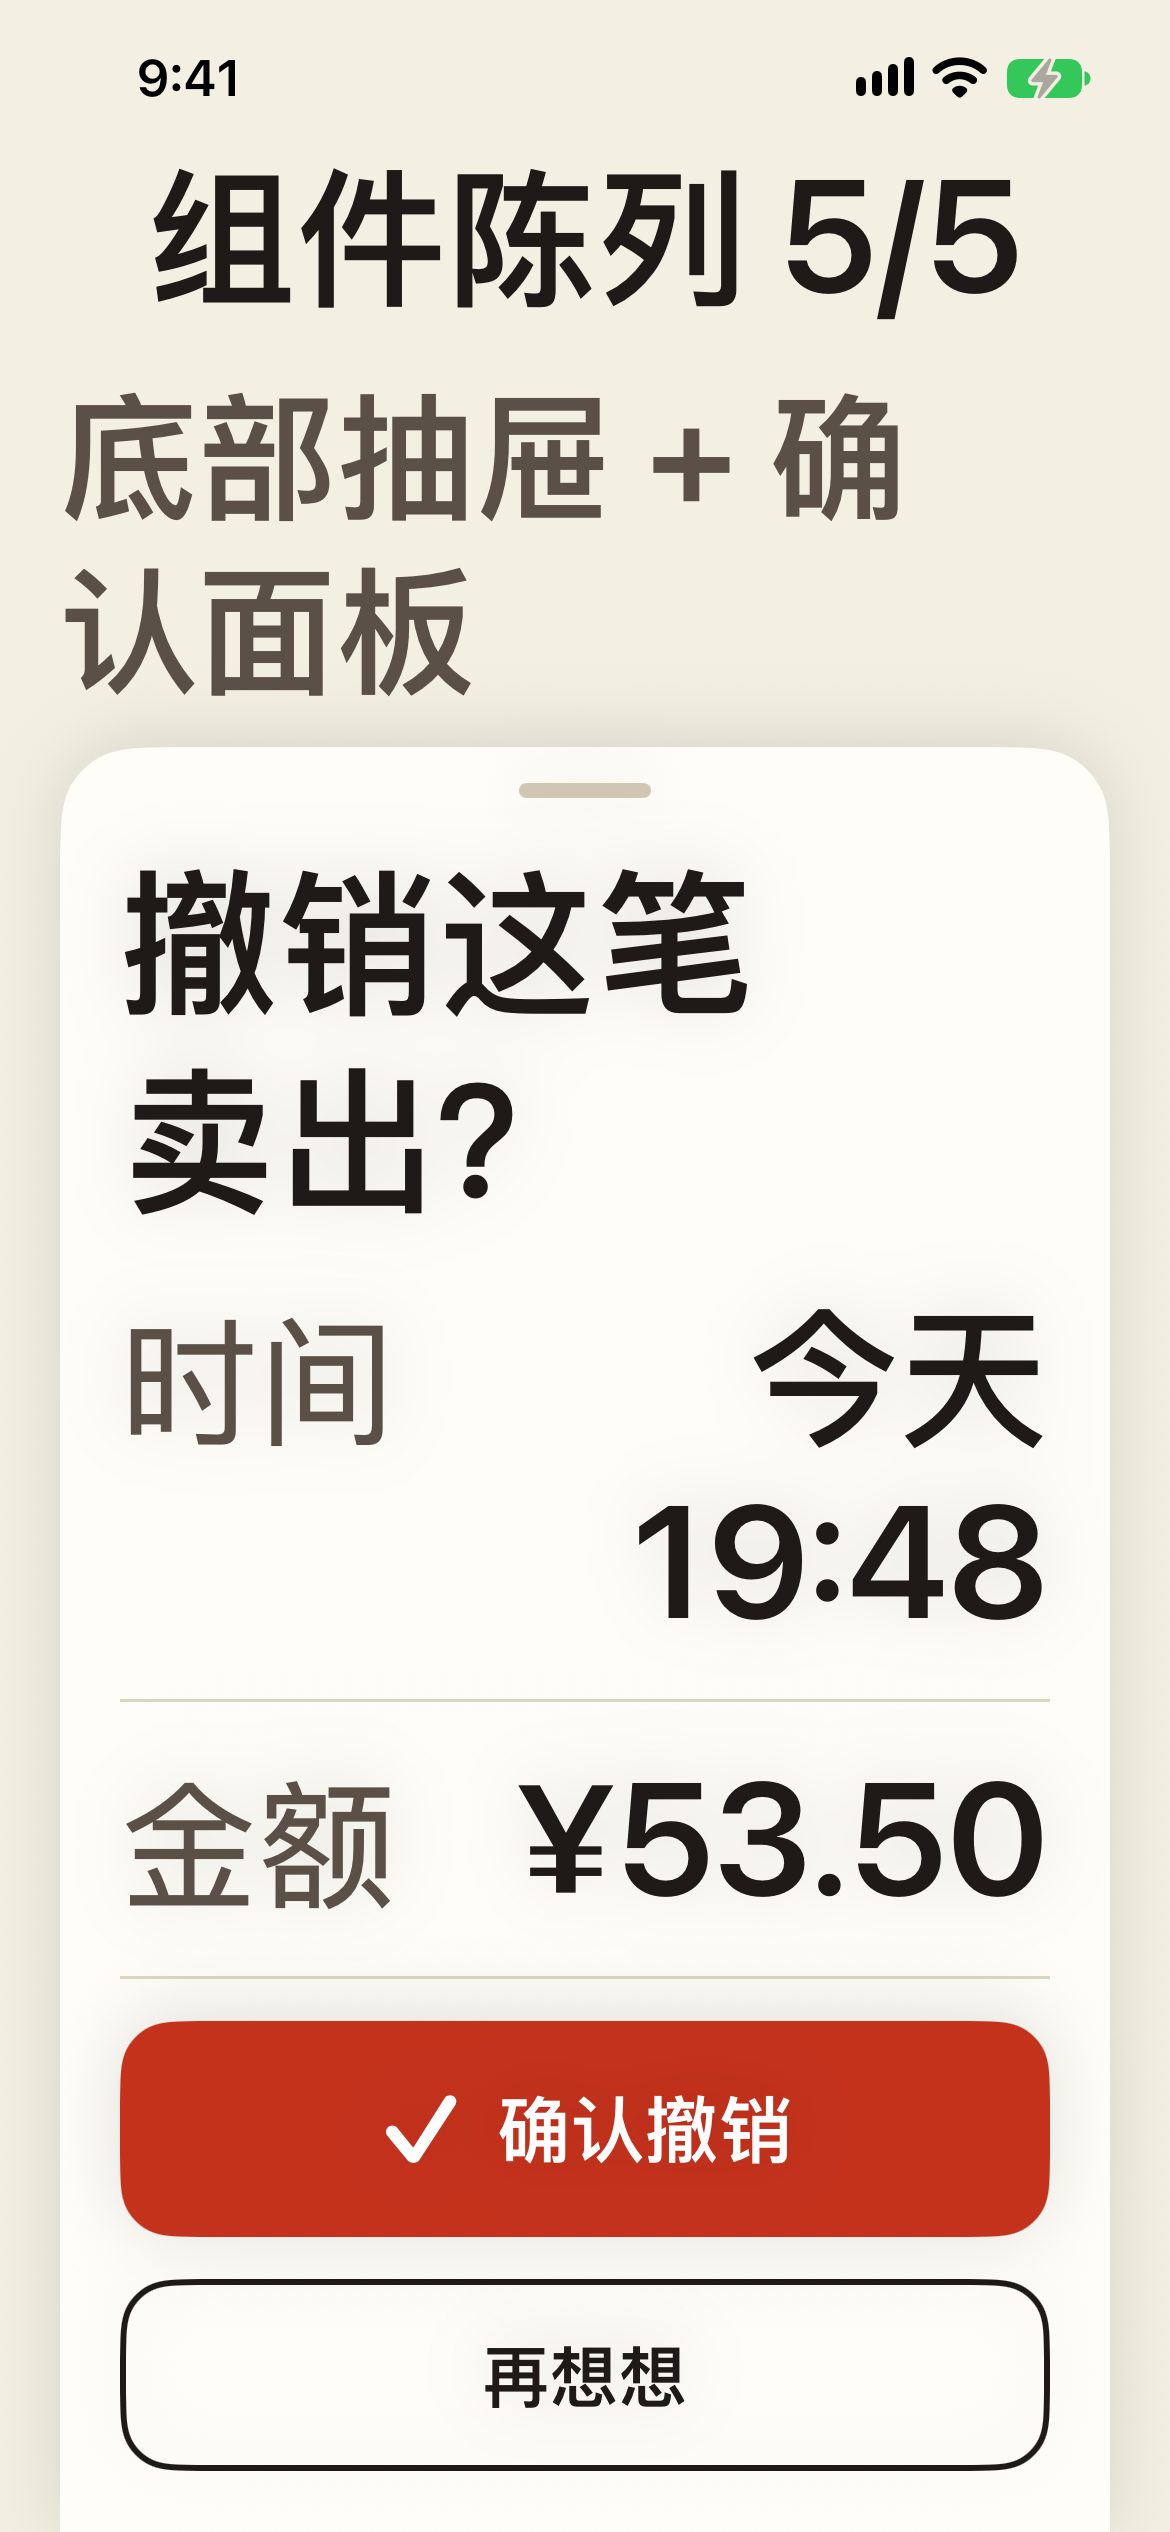 9:41
组件陈列 5/5
底部抽屉 + 确
认面板
撤销这笔
卖出?
时间
今天
19:48
金额
¥53.50
确认撤销
再想想